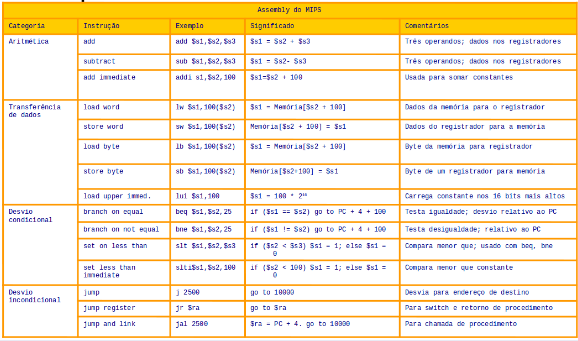 Assembly do MIPS
Categoria Instrução Exemplo Significado Comentários
Aritmética add add $s1,$s2,$s3 $s1 = $s2 + $s3 Três operandos; dados nos registradores
subtract sub $s1,$s2,$s3 $s1 = $s2- $s3 Três operandos; dados nos registradores
add immediate addi s1,$s2,100 $s1=$s2 + 100 Usada para somar constantes
Transferência
de dados
load word lw $s1,100($s2) $s1 = Memória[$s2 + 100] Dados da memória para o registrador
store word sw $s1,100($s2) Memória[$s2 + 100] = $s1 Dados do registrador para a memória
load byte lb $s1,100($s2) $s1 = Memória[$s2 + 100] Byte da memória para registrador
store byte sb $s1,100($s2) Memória[$s2+100] = $s1 Byte de um registrador para memória
load upper immed. lui $s1,100 $s1 = 100 * 2¹⁶ Carrega constante nos 16 bits mais altos
Desvio
condicional
branch on equal beq $s1,$s2,25 if ($s1 == $s2) go to PC + 4 + 100 Testa igualdade; desvio relativo ao PC
branch on not equal bne $s1,$s2,25 if ($s1 != $s2) go to PC + 4 + 100 Testa desigualdade; relativo ao PC
set on less than slt $s1,$s2,$s3 if ($s2 < $s3) $s1 = 1; else $s1 = Compara menor que; usado com beq, bne
0
set less than
immediate
slti$s1,$s2,100 if ($s2 < 100) $s1 = 1; else $s1 = Compara menor que constante
0
Desvio
incondicional
jump j 2500 go to 10000 Desvia para endereço de destino
jump register jr $ra go to $ra Para switch e retorno de procedimento
jump and link jal 2500 $ra = PC + 4. go to 10000 Para chamada de procedimento